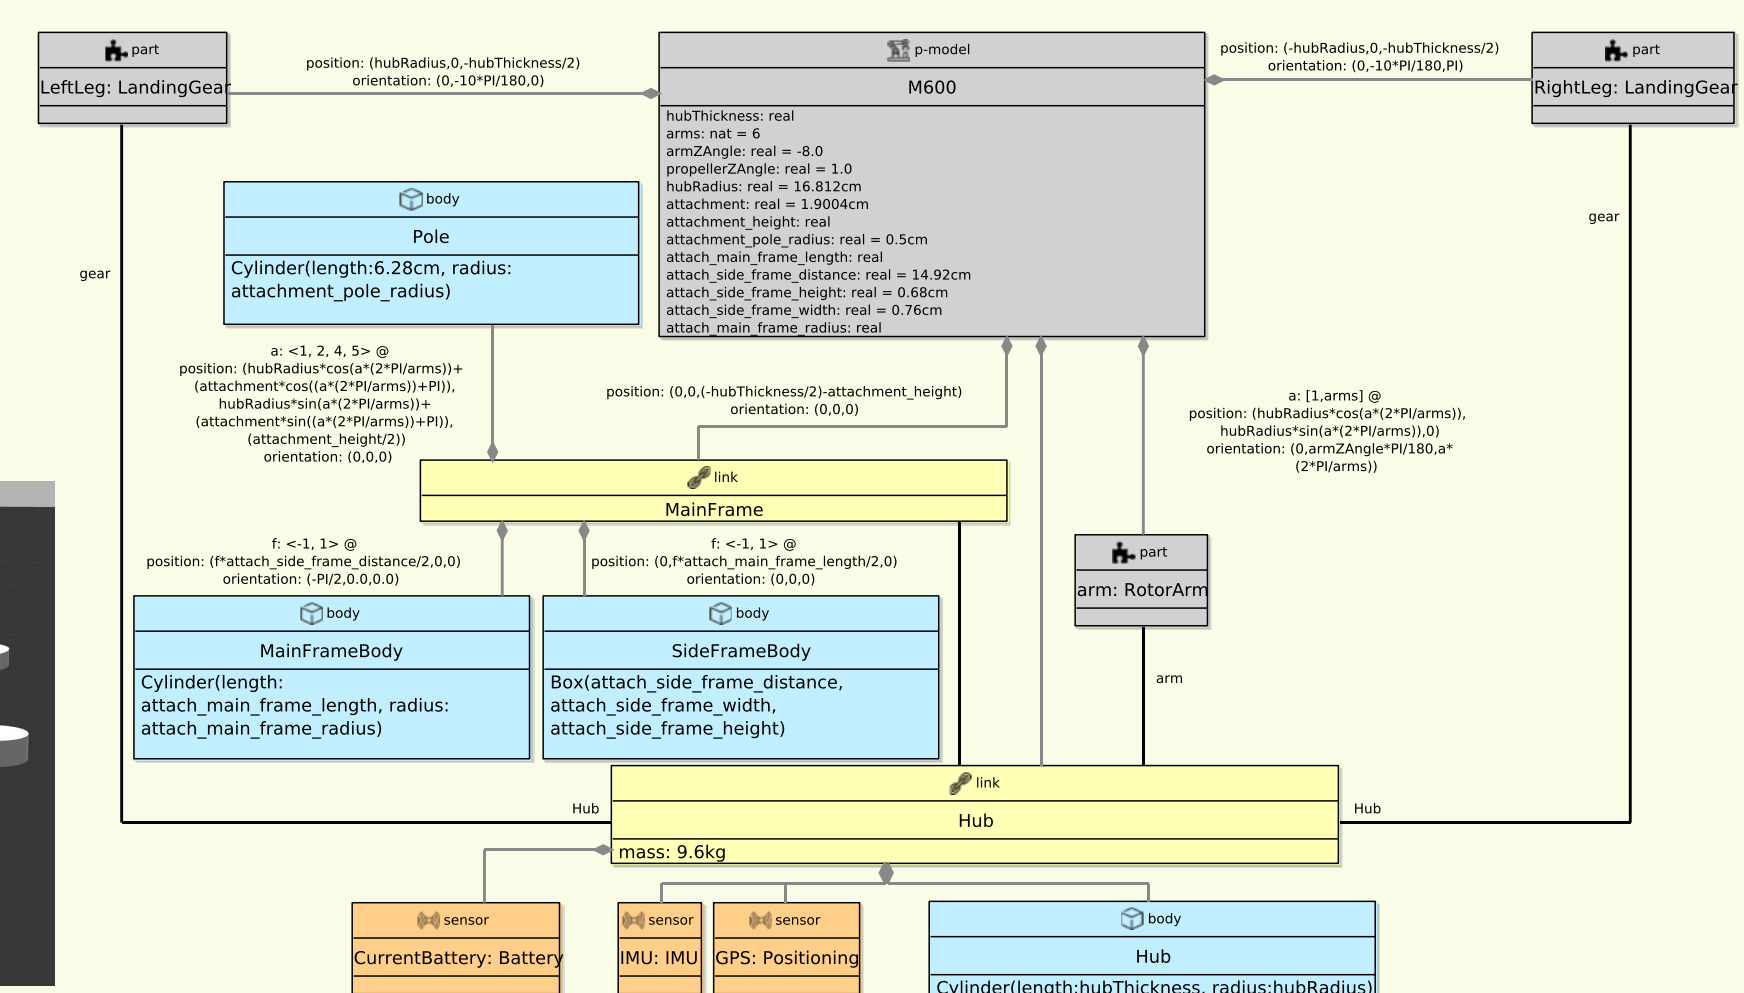 part
LeftLeg: LandingGear
position: (hubRadius,0,-hubThickness/2)
orientation: (0,-10*PI/180,0)
p-model
M600
hubThickness: real
arms: nat = 6
armZAngle: real = -8.0
propellerZAngle: real = 1.0
hubRadius: real = 16.812cm
attachment: real = 1.9004cm
attachment_height: real
attachment_pole_radius: real = 0.5cm
attach_main_frame_length: real
attach_side_frame_distance: real = 14.92cm
attach_side_frame_height: real = 0.68cm
attach_side_frame_width: real = 0.76cm
attach_main_frame_radius: real
position: (-hubRadius,0,-hubThickness/2)
orientation: (0,-10*PI/180,PI)
part
RightLeg: LandingGear
gear
body
Pole
Cylinder(length:6.28cm, radius:
attachment_pole_radius)
gear
a: <1, 2, 4, 5> @
position: (hubRadius*cos(a*(2*PI/arms))+
(attachment*cos((a*(2*PI/arms))+PI)),
hubRadius*sin(a*(2*PI/arms))+
(attachment*sin((a*(2*PI/arms))+PI)),
(attachment_height/2))
orientation: (0,0,0)
position: (0,0,(-hubThickness/2)-attachment_height)
orientation: (0,0,0)
a: [1,arms] @
position: (hubRadius*cos(a*(2*PI/arms)),
hubRadius*sin(a*(2*PI/arms)),0)
orientation: (0,armZAngle*PI/180,a*
(2*PI/arms))
link
MainFrame
f: <-1, 1> @
position: (f*attach_side_frame_distance/2,0,0)
orientation: (-PI/2,0.0,0.0)
f: <-1, 1> @
position: (0,f*attach_main_frame_length/2,0)
orientation: (0,0,0)
part
arm: RotorArm
body
MainFrameBody
Cylinder(length:
attach_main_frame_length, radius:
attach_main_frame_radius)
body
SideFrameBody
Box(attach_side_frame_distance,
attach_side_frame_width,
attach_side_frame_height)
arm
Hub
link
Hub
mass: 9.6kg
Hub
sensor
CurrentBattery: Battery
sensor
IMU: IMU
sensor
GPS: Positioning
body
Hub
Cylinder(length:hubThickness, radius:hubRadius)